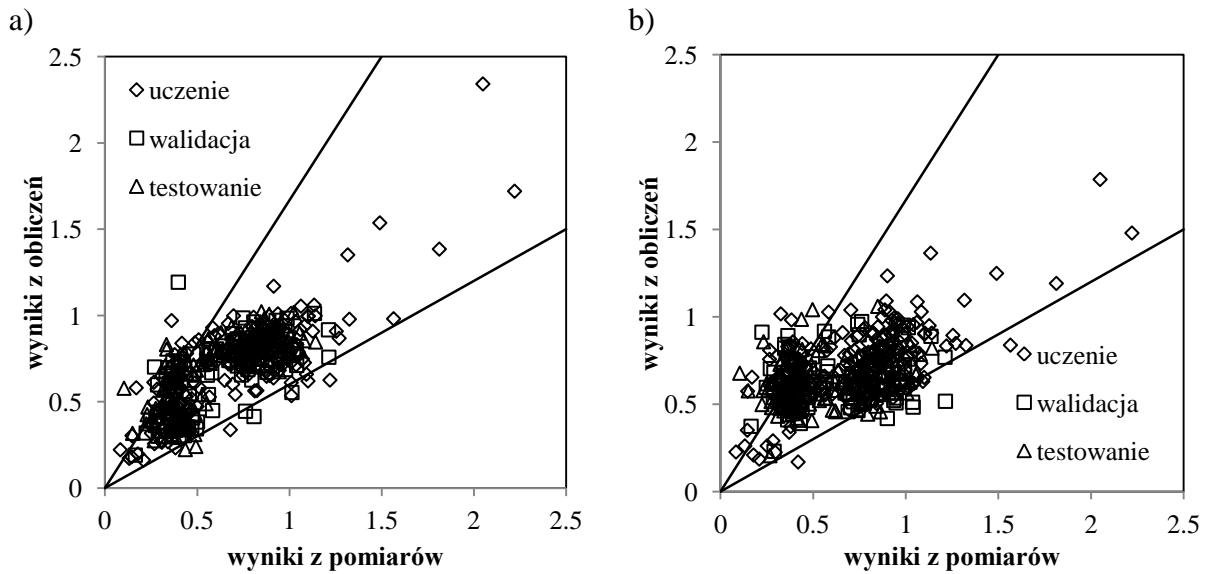 a)
2.5
2
1.5
1
0.5
0
0 0.5 1 1.5 2 2.5
wyniki z obliczeń
wyniki z pomiarów
uczenie
walidacja
testowanie
b)
2.5
2
1.5
1
0.5
0
0 0.5 1 1.5 2 2.5
wyniki z obliczeń
wyniki z pomiarów
uczenie
walidacja
testowanie